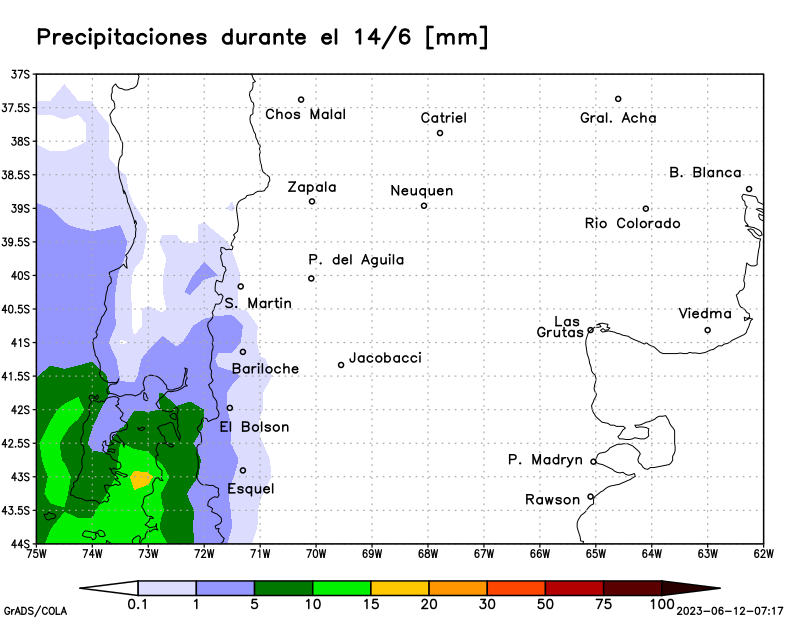 Precipitaciones durante el 14/6 [mm]
37S
37.5S
Chos Malal
Catriel
Gral. Acha
38S
38.5S
B. Blanca
Zapala
Neuquen
39S
Rio Colorado
39.5S
P. del Aguila
40S
S. Martin
40.5S
Viedma
Las
Grutas
41S
Jacobacci
Bariloche
41.5S
42S
El Bolson
42.5S
P. Madryn
43S
Esquel
Rawson
43.5S
44S
75W 74W 73W 72W 71W 70W 69W 68W 67W 66W 65W 64W 63W 62W
0.1 1 5 10 15 20 30 50 75 100
GrADS/COLA
2023-06-12-07:17